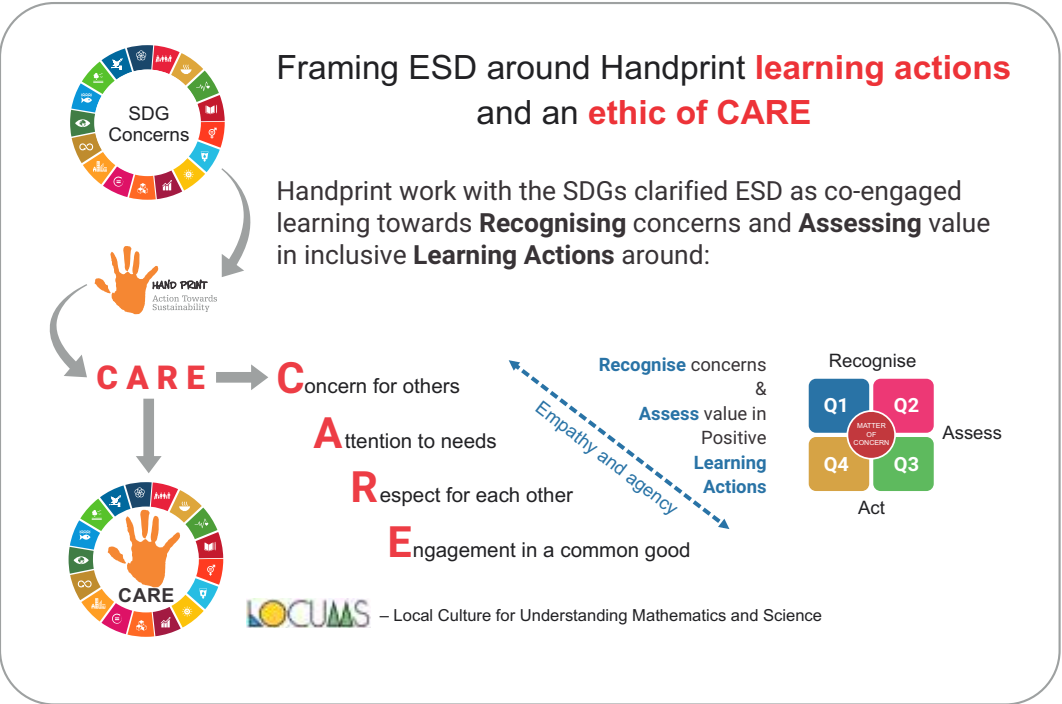 SDG
Concerns
Framing ESD around Handprint learning actions
and an ethic of CARE
Handprint work with the SDGs clarified ESD as co-engaged
learning towards Recognising concerns and Assessing value
in inclusive Learning Actions around:
HAND PRINT
Action Towards
Sustainability
CARE
Concern for others
Attention to needs
Respect for each other
Engagement in a common good
Empathy and agency
Recognise concerns
&
Assess value in
Positive
Learning
Actions
Recognise
Q1
Q2
MATTER
OF
CONCERN
Assess
Q4
Q3
Act
CARE
LOCUMS – Local Culture for Understanding Mathematics and Science